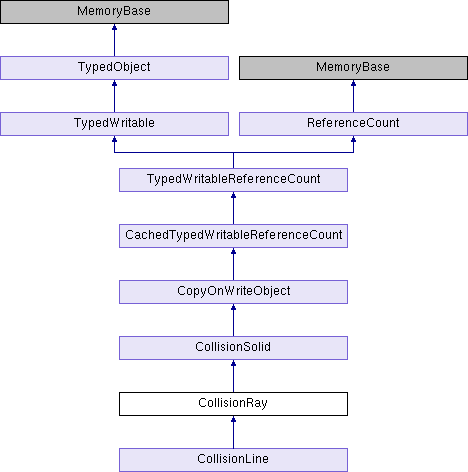 MemoryBase
TypedObject
MemoryBase
TypedWritable
ReferenceCount
TypedWritableReferenceCount
CachedTypedWritableReferenceCount
CopyOnWriteObject
CollisionSolid
CollisionRay
CollisionLine